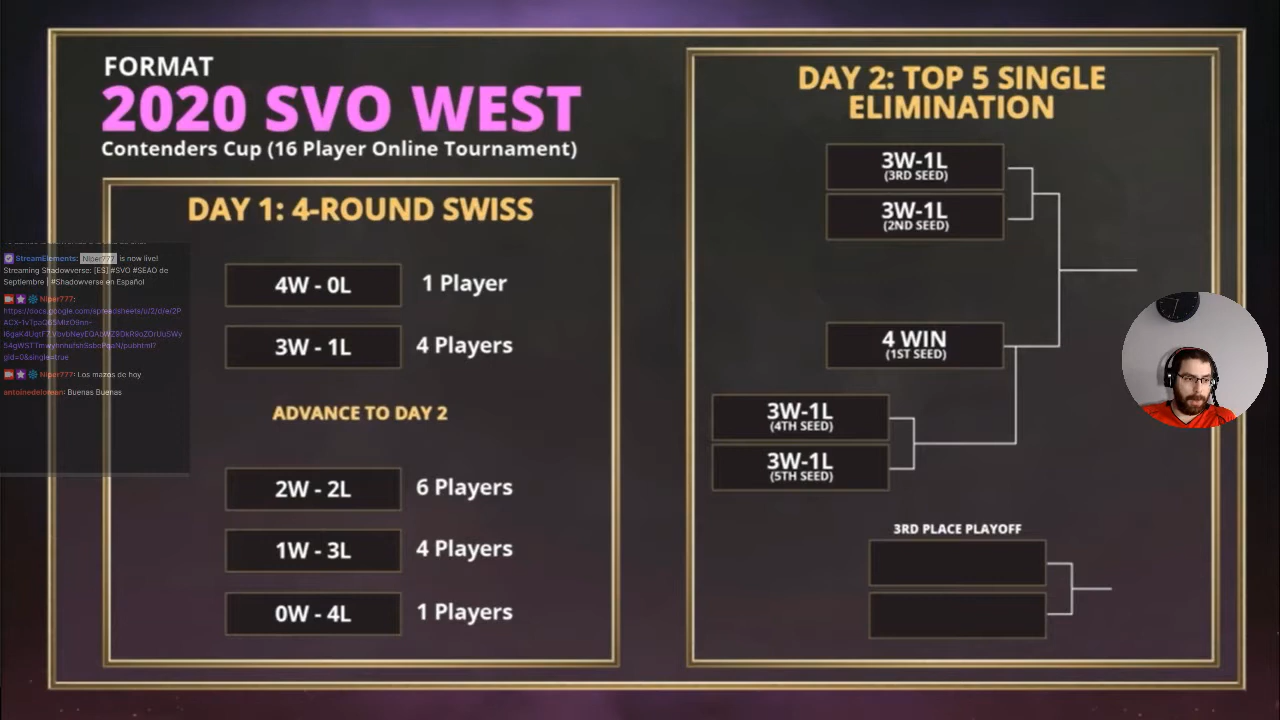 FORMAT
2020 SVO WEST
Contenders Cup (16 Player Online Tournament)
DAY 1: 4-ROUND SWISS
4W - 0L 1 Player
3W - 1L 4 Players
ADVANCE TO DAY 2
2W - 2L 6 Players
1W - 3L 4 Players
0W - 4L 1 Players
DAY 2: TOP 5 SINGLE
ELIMINATION
3W-1L
(3RD SEED)
3W-1L
(2ND SEED)
4 WIN
(1ST SEED)
3W-1L
(4TH SEED)
3W-1L
(5TH SEED)
3RD PLACE PLAYOFF
StreamElements: Niper777 is now live!
Streaming Shadowverse: [ES] #SVO #SEAO de
Septiembre | #Shadowverse en Español
Niper777:
Niper777: Los mazos de hoy
antoinedelorean: Buenas Buenas